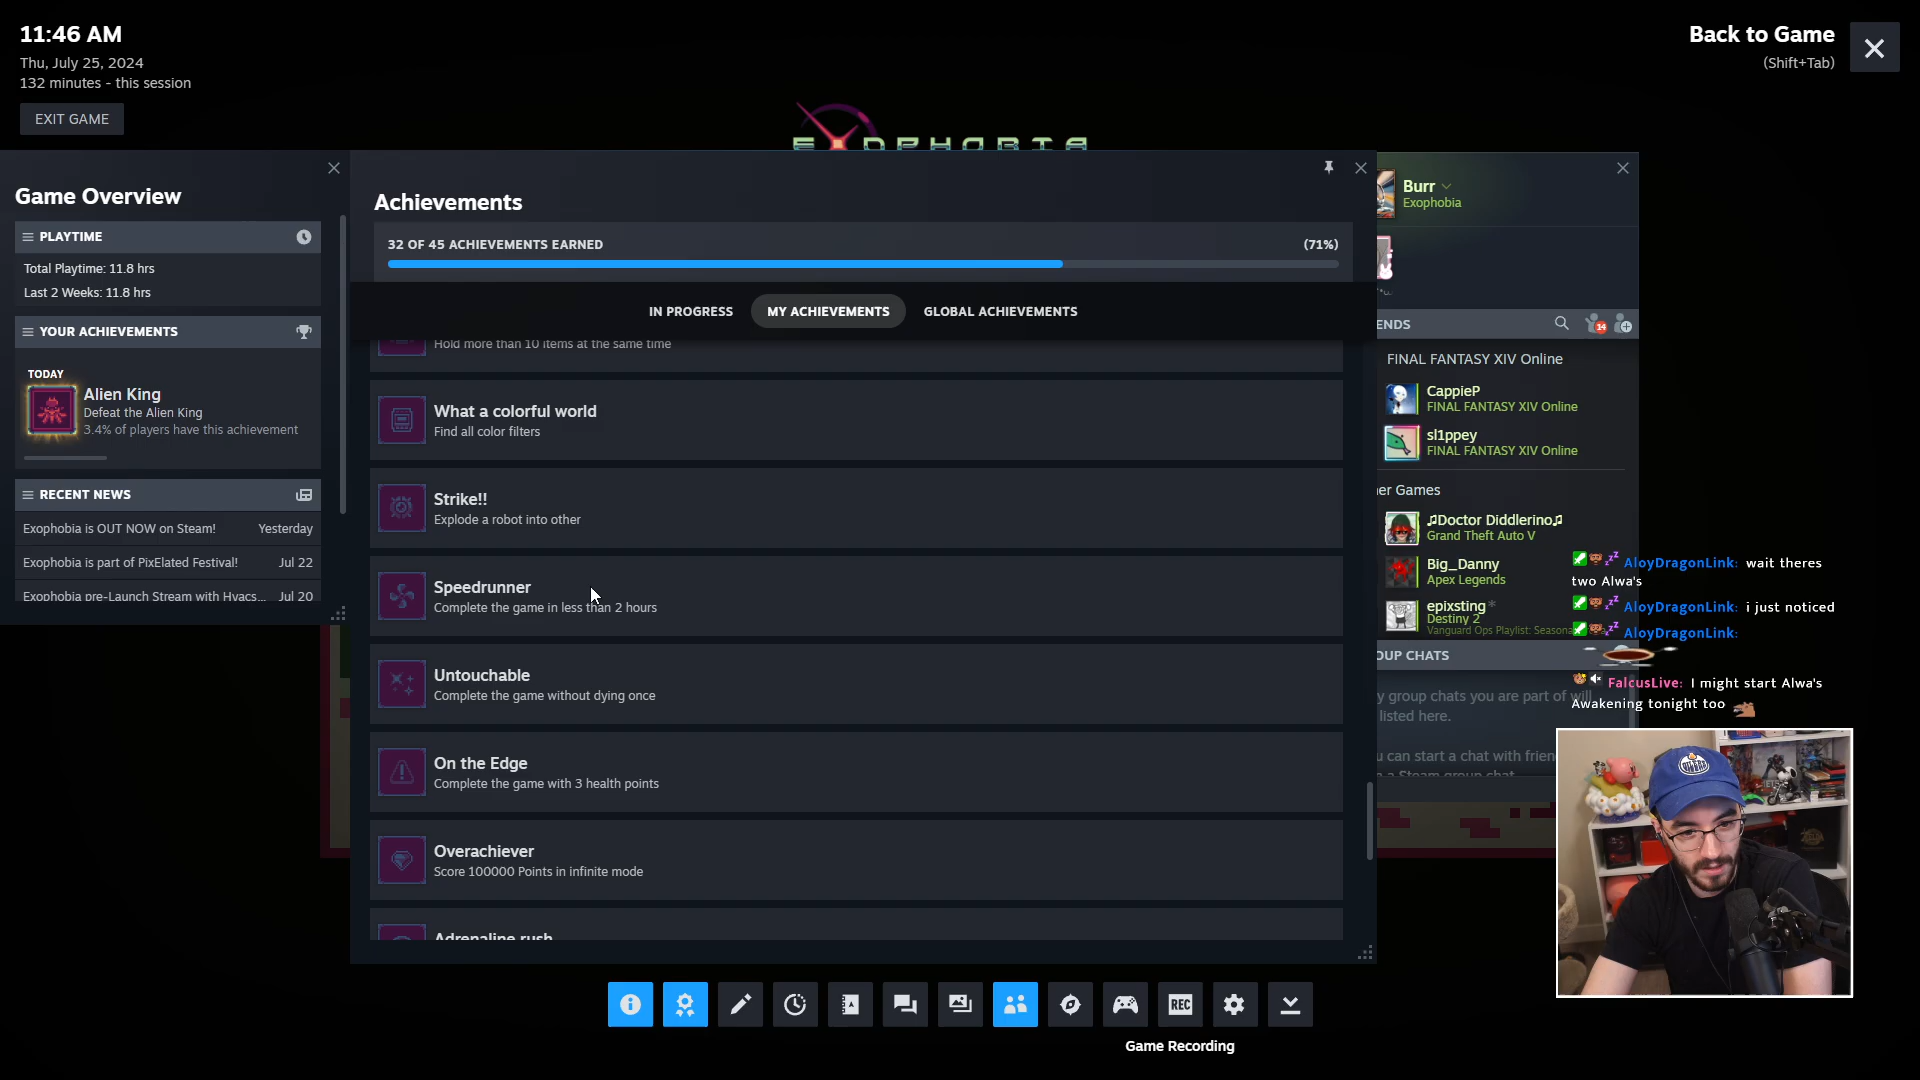 11:46 AM
Thu, July 25, 2024
132 minutes - this session
EXIT GAME
Back to Game
(Shift+Tab)
EXOPHOBIA
Game Overview
PLAYTIME
Total Playtime: 11.8 hrs
Last 2 Weeks: 11.8 hrs
YOUR ACHIEVEMENTS
TODAY
Alien King
Defeat the Alien King
3.4% of players have this achievement
RECENT NEWS
Exophobia is OUT NOW on Steam! Yesterday
Exophobia is part of PixElated Festival! Jul 22
Exophobia pre-Launch Stream with Hvacs... Jul 20
Achievements
32 OF 45 ACHIEVEMENTS EARNED (71%)
IN PROGRESS MY ACHIEVEMENTS GLOBAL ACHIEVEMENTS
Hold more than 10 items at the same time
What a colorful world
Find all color filters
Strike!!
Explode a robot into other
Speedrunner
Complete the game in less than 2 hours
Untouchable
Complete the game without dying once
On the Edge
Complete the game with 3 health points
Overachiever
Score 100000 Points in infinite mode
Adrenaline rush
Burr
Exophobia
ENDS 14
FINAL FANTASY XIV Online
CappieP
FINAL FANTASY XIV Online
sl1ppey
FINAL FANTASY XIV Online
er Games
♫Doctor Diddlerino♫
Grand Theft Auto V
Big_Danny
Apex Legends
epixsting*
Destiny 2
Vanguard Ops Playlist: Seasona
OUP CHATS
y group chats you are part of will
listed here.
u can start a chat with frien
a Steam group chat
AloyDragonLink: wait theres
two Alwa's
AloyDragonLink: i just noticed
AloyDragonLink:
FalcusLive: I might start Alwa's
Awakening tonight too
REC
Game Recording